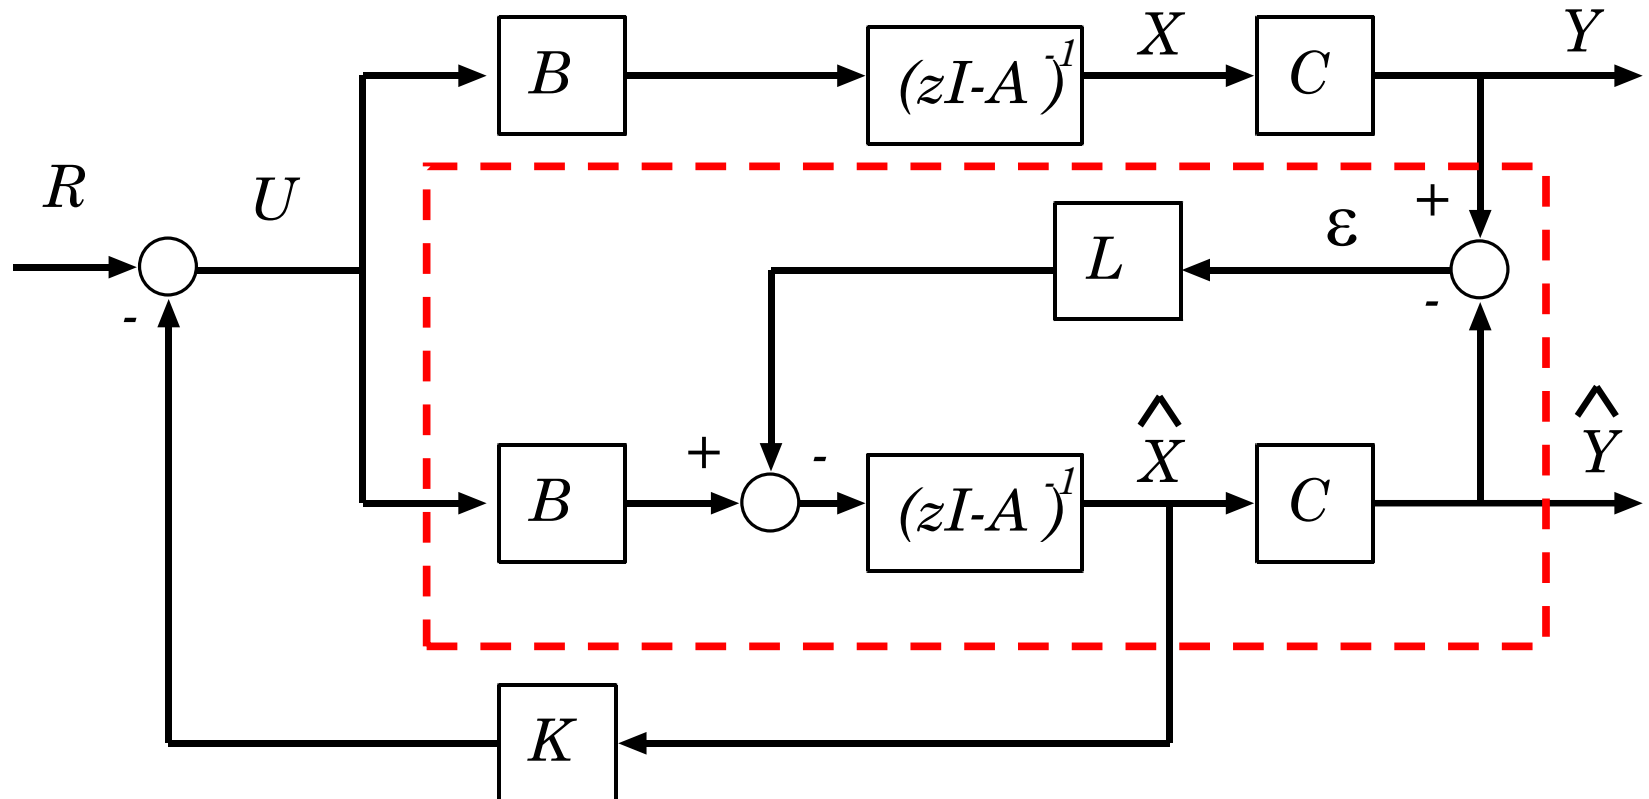 B
(zI-A)-1
X
C
Y
R
U
+
ε
L
-
-
+
-
X̂
Ŷ
B
(zI-A)-1
C
K